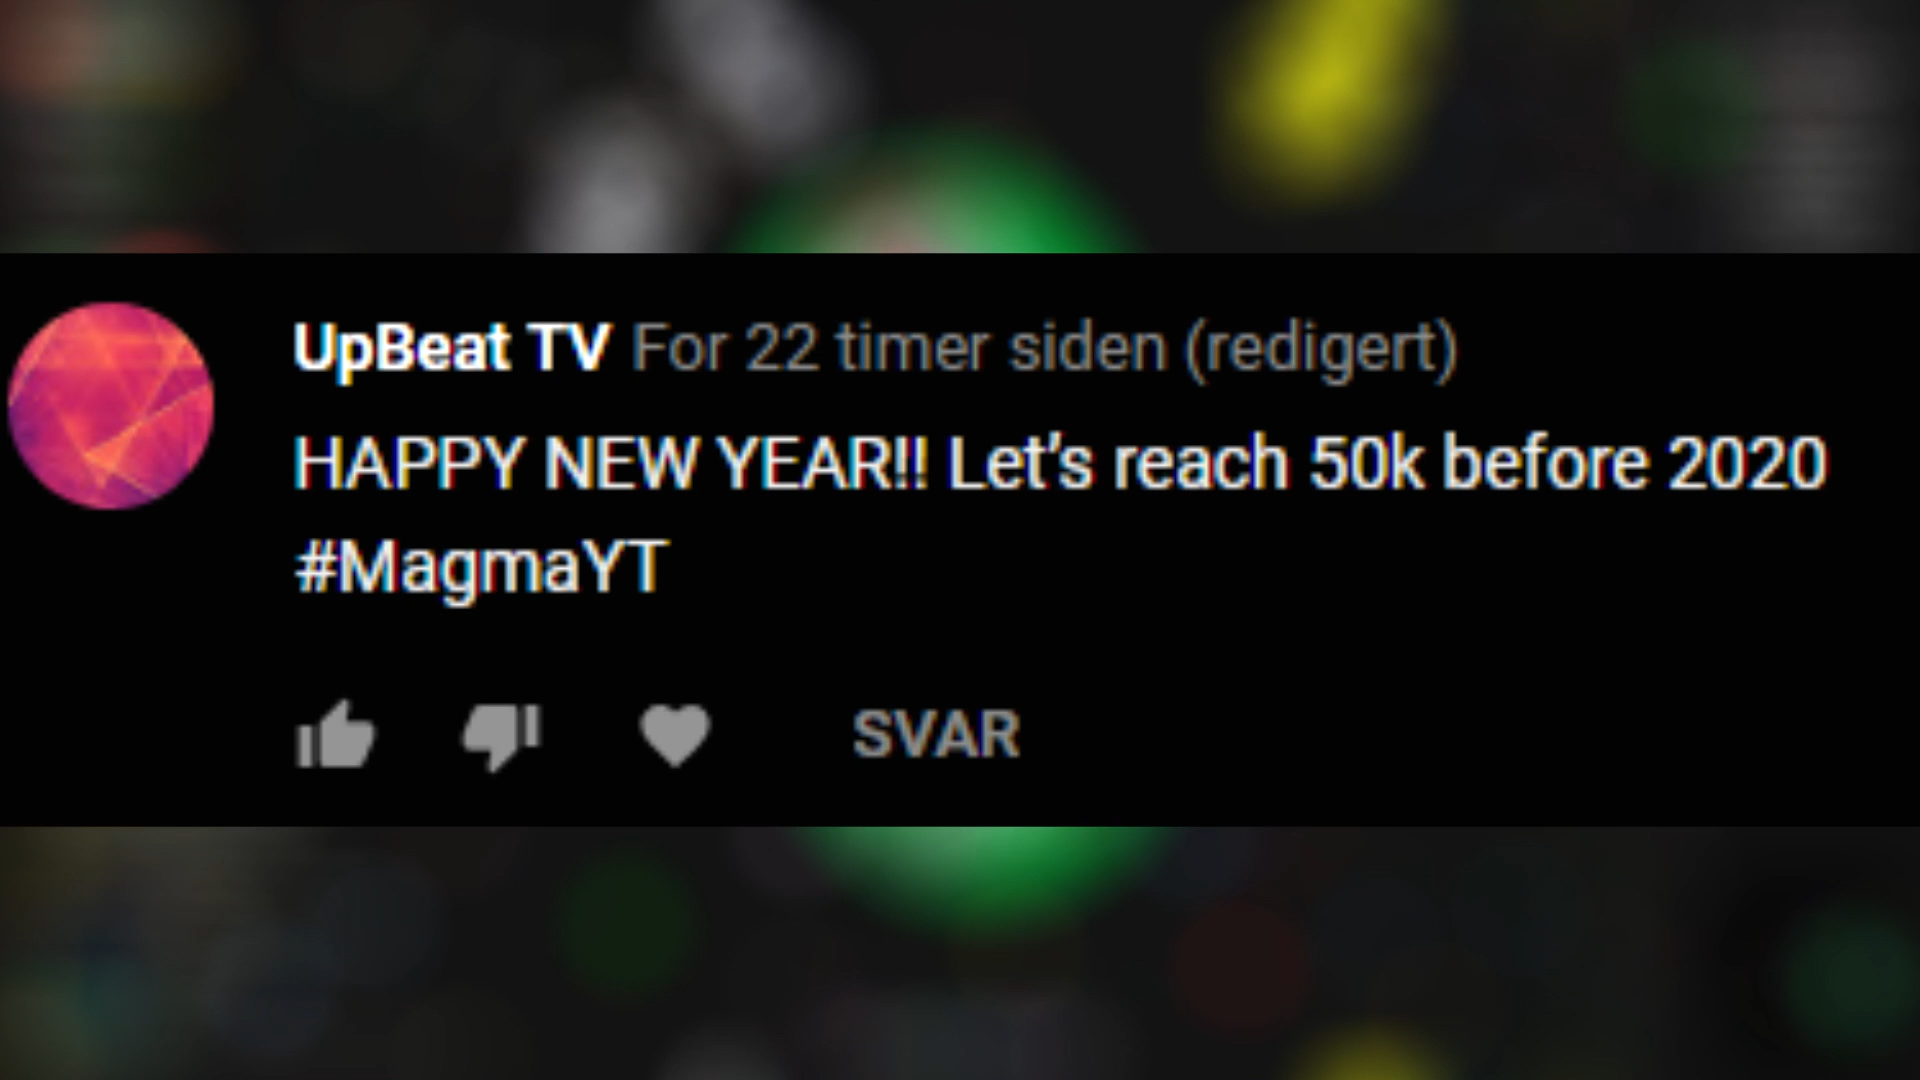 UpBeat TV For 22 timer siden (redigert)
HAPPY NEW YEAR!! Let's reach 50k before 2020
#MagmaYT
SVAR